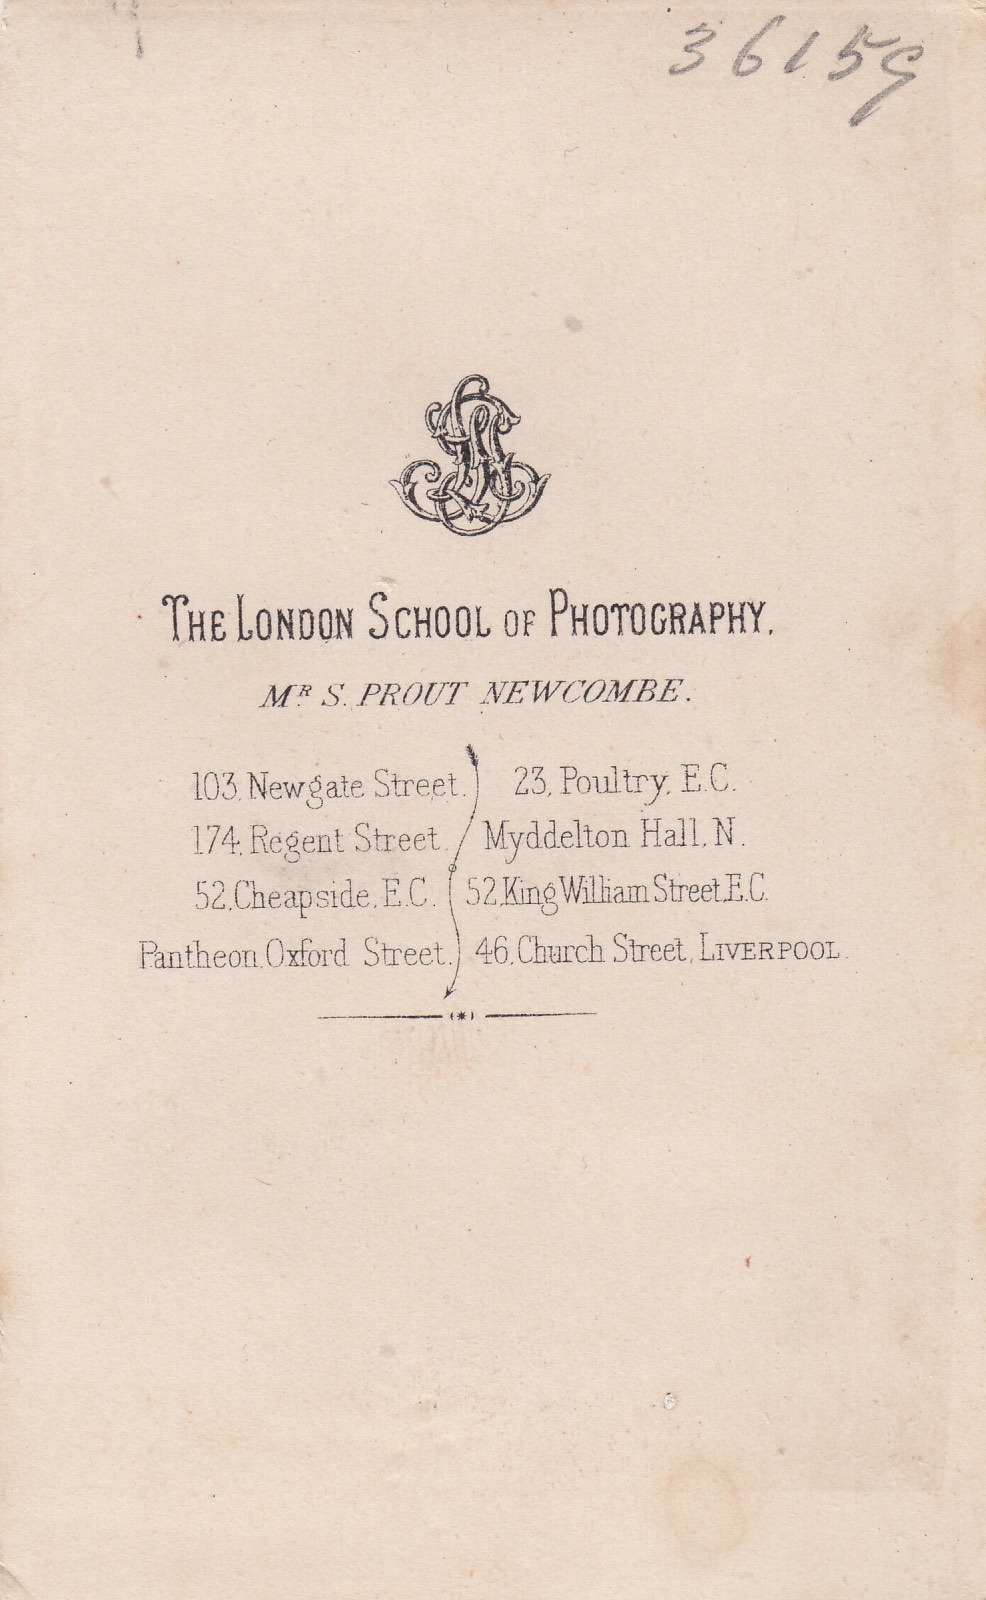 36159
THE LONDON SCHOOL OF PHOTOGRAPHY.
MR. S. PROUT NEWCOMBE.
103, Newgate Street. 23, Poultry, E.C.
174, Regent Street. Myddelton Hall, N.
52, Cheapside, E.C. 52, King William Street, E.C.
Pantheon, Oxford Street. 46, Church Street, LIVERPOOL.